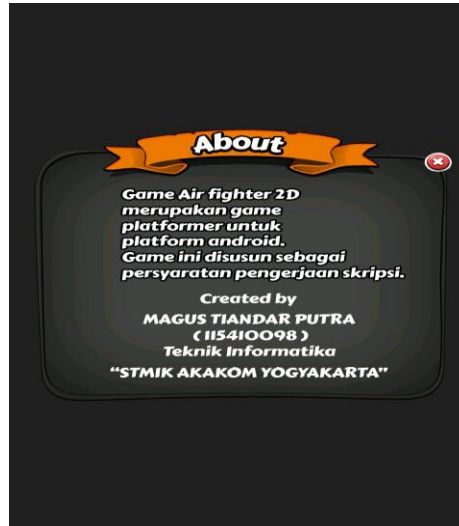 About
Game Air fighter 2D
merupakan game
platformer untuk
platform android.
Game ini disusun sebagai
persyaratan pengerjaan skripsi.
Created by
MAGUS TIANDAR PUTRA
( 115410098 )
Teknik Informatika
“STMIK AKAKOM YOGYAKARTA”